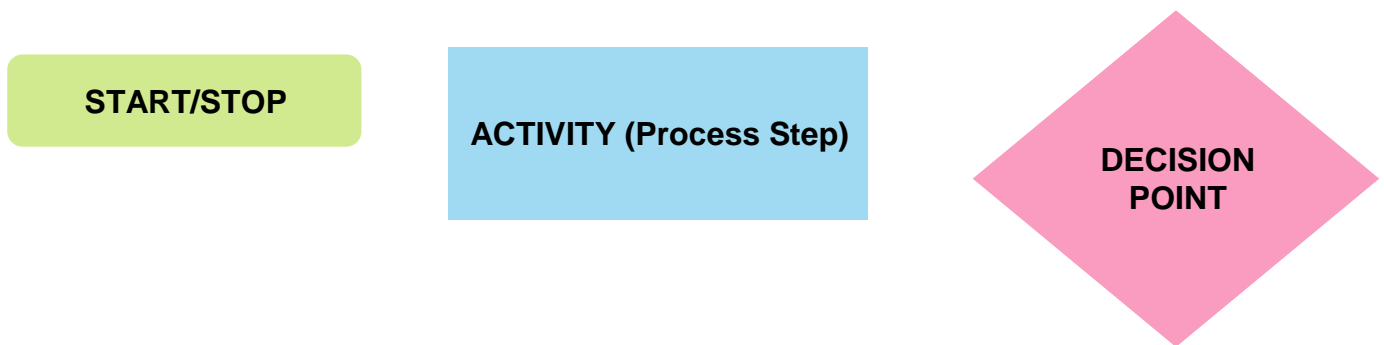 START/STOP
ACTIVITY (Process Step)
DECISION
POINT